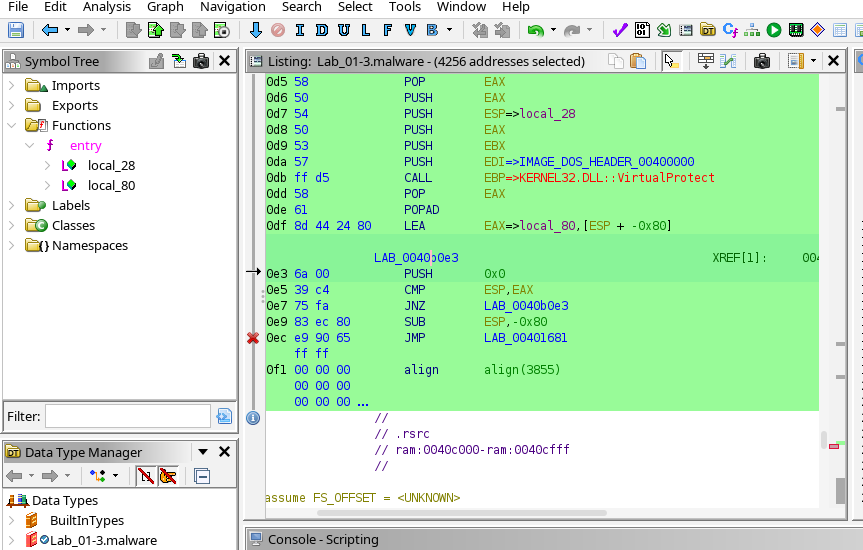 File Edit Analysis Graph Navigation Search Select Tools Window Help
I D U L F V B
Symbol Tree
Imports
Exports
Functions
f entry
local_28
local_80
Labels
Classes
Namespaces
Filter:
Data Type Manager
Data Types
BuiltInTypes
Lab_01-3.malware
Listing: Lab_01-3.malware - (4256 addresses selected)
0d5 58 POP EAX
0d6 50 PUSH EAX
0d7 54 PUSH ESP=>local_28
0d8 50 PUSH EAX
0d9 53 PUSH EBX
0da 57 PUSH EDI=>IMAGE_DOS_HEADER_00400000
0db ff d5 CALL EBP=>KERNEL32.DLL::VirtualProtect
0dd 58 POP EAX
0de 61 POPAD
0df 8d 44 24 80 LEA EAX=>local_80,[ESP + -0x80]
LAB_0040b0e3 XREF[1]: 004
0e3 6a 00 PUSH 0x0
0e5 39 c4 CMP ESP,EAX
0e7 75 fa JNZ LAB_0040b0e3
0e9 83 ec 80 SUB ESP,-0x80
0ec e9 90 65 JMP LAB_00401681
ff ff
0f1 00 00 00 align align(3855)
00 00 00
00 00 00 ...
//
// .rsrc
// ram:0040c000-ram:0040cfff
//
assume FS_OFFSET = <UNKNOWN>
Console - Scripting